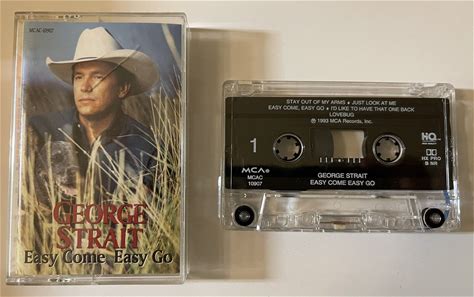 MCAC-10907
GEORGE
STRAIT
Easy Come Easy Go
STAY OUT OF MY ARMS • JUST LOOK AT ME
EASY COME, EASY GO • I'D LIKE TO HAVE THAT ONE BACK
LOVEBUG
℗ 1993 MCA Records, Inc.
1
HQ
HX PRO
B NR
MCA
MCAC
10907
GEORGE STRAIT
EASY COME EASY GO